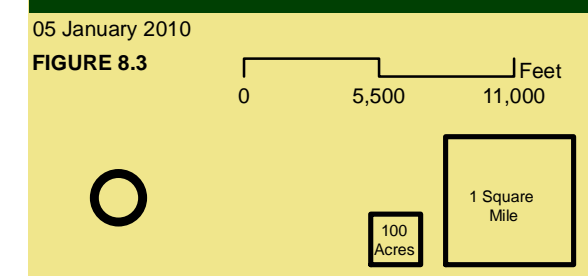 05 January 2010
FIGURE 8.3
Feet
0 5,500 11,000
1 Square
Mile
100
Acres